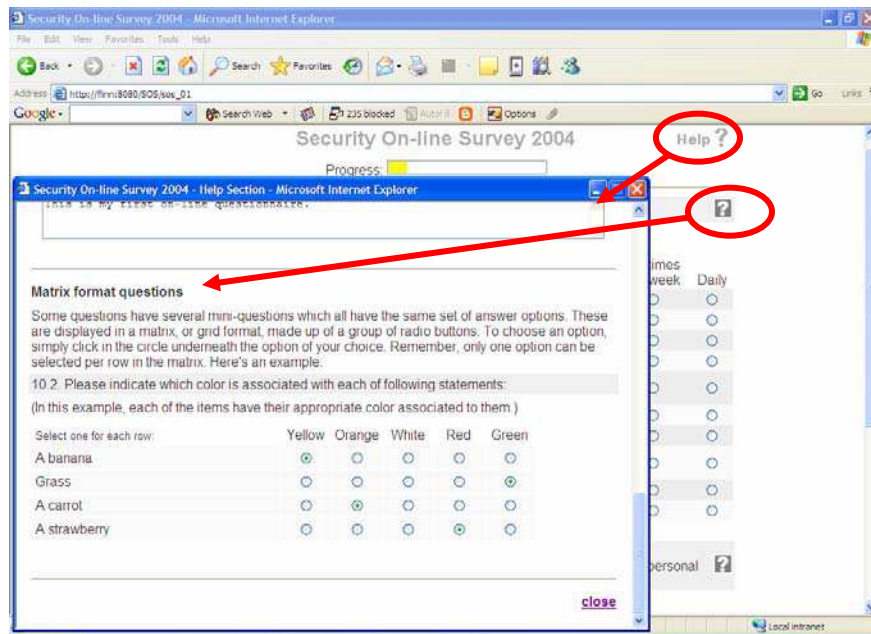 Security On-line Survey 2004 - Microsoft Internet Explorer
File Edit View Favorites Tools Help
Back Search Favorites
Address http://finn:8080/SOS/sos_01 Go Links
Google Search Web 235 blocked AutoFill Options
Security On-line Survey 2004 Help ?
Progress:
Security On-line Survey 2004 - Help Section - Microsoft Internet Explorer
This is my first on-line questionnaire.
?
times
week Daily
Matrix format questions
Some questions have several mini-questions which all have the same set of answer options. These
are displayed in a matrix, or grid format, made up of a group of radio buttons. To choose an option,
simply click in the circle underneath the option of your choice. Remember, only one option can be
selected per row in the matrix. Here's an example:
10.2. Please indicate which color is associated with each of following statements:
(In this example, each of the items have their appropriate color associated to them.)
Select one for each row: Yellow Orange White Red Green
A banana
Grass
A carrot
A strawberry
personal ?
close
Local intranet